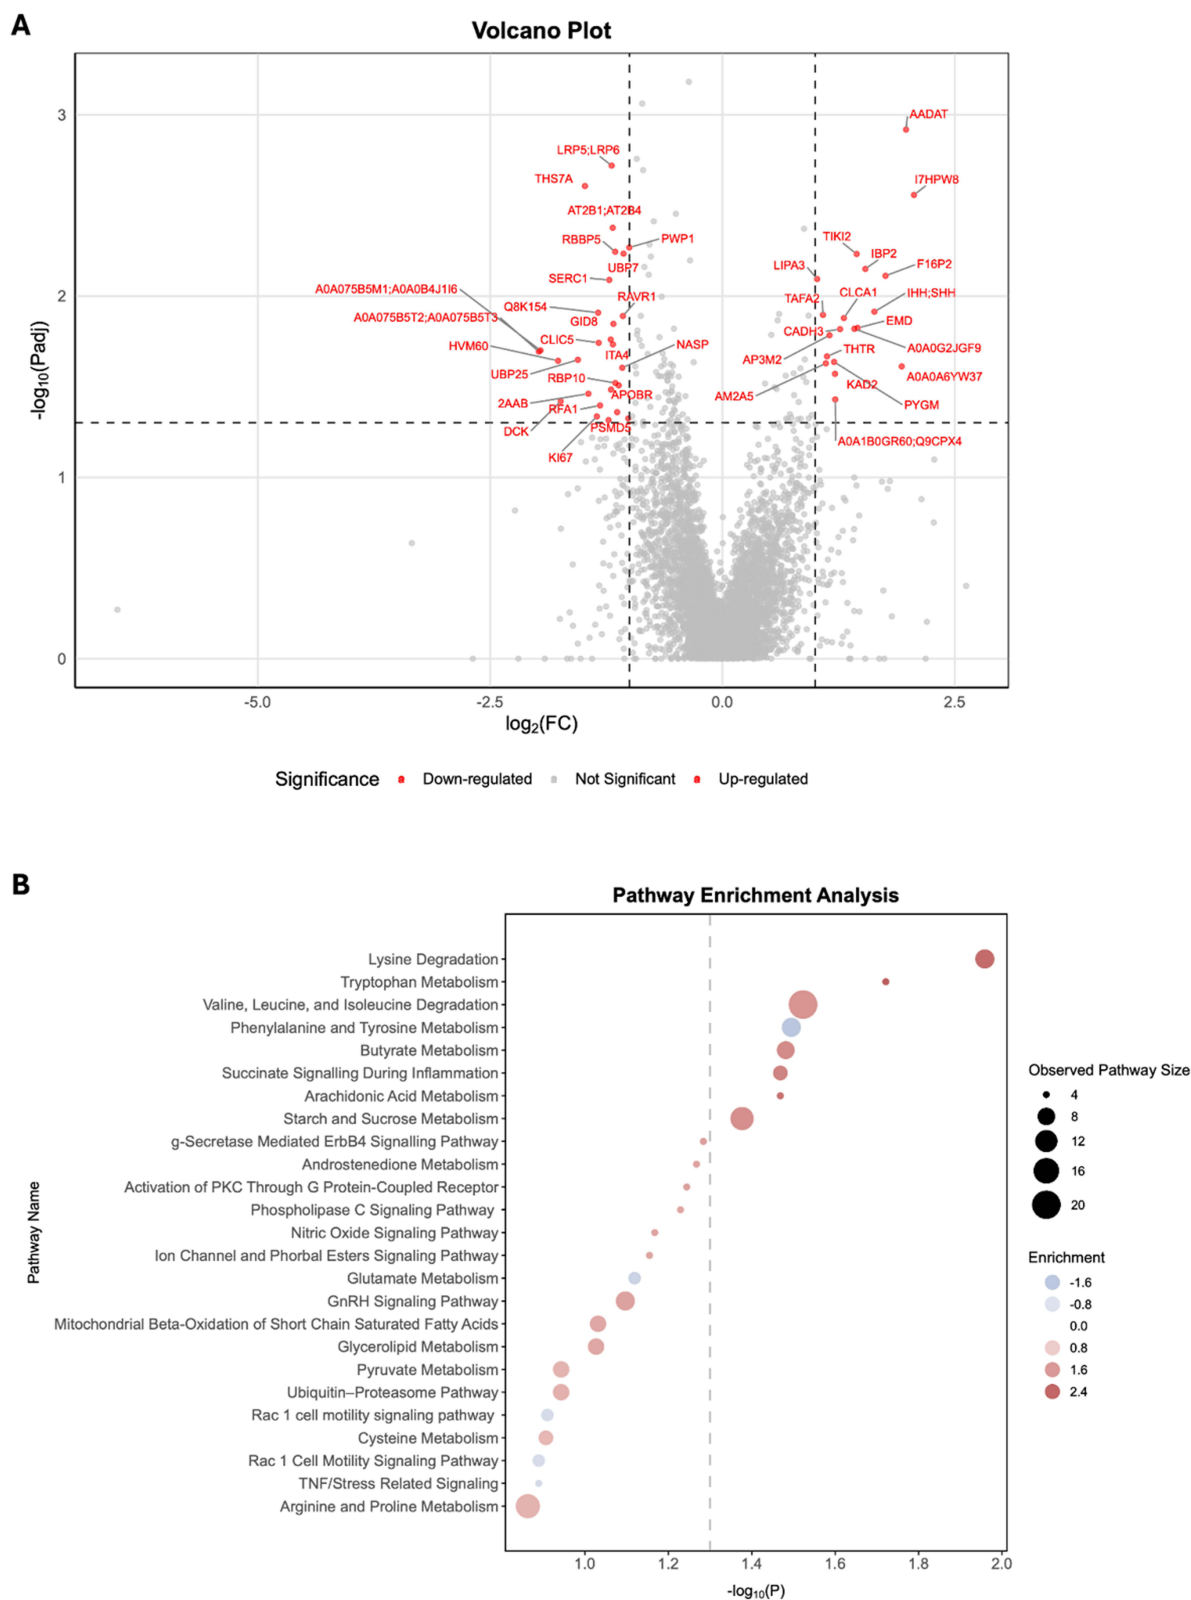 A
Volcano Plot
3
2
1
0
-log10(Padj)
-5.0
-2.5
0.0
2.5
log2(FC)
AADAT
LRP5;LRP6
THS7A
I7HPW8
AT2B1;AT2B4
RBBP5
PWP1
TIKI2
IBP2
UBP7
LIPA3
F16P2
SERC1
A0A075B5M1;A0A0B4J1I6
RAVR1
TAFA2
CLCA1
IHH;SHH
Q8K154
A0A075B5T2;A0A075B5T3
GID8
EMD
CADH3
HVM60
CLIC5
NASP
THTR
A0A0G2JGF9
ITA4
AP3M2
UBP25
RBP10
A0A0A6YW37
KAD2
APOBR
AM2A5
2AAB
RFA1
PYGM
PSMD5
DCK
A0A1B0GR60;Q9CPX4
KI67
Significance
Down-regulated
Not Significant
Up-regulated
B
Pathway Enrichment Analysis
Pathway Name
Lysine Degradation
Tryptophan Metabolism
Valine, Leucine, and Isoleucine Degradation
Phenylalanine and Tyrosine Metabolism
Butyrate Metabolism
Succinate Signalling During Inflammation
Arachidonic Acid Metabolism
Starch and Sucrose Metabolism
g-Secretase Mediated ErbB4 Signalling Pathway
Androstenedione Metabolism
Activation of PKC Through G Protein-Coupled Receptor
Phospholipase C Signaling Pathway
Nitric Oxide Signaling Pathway
Ion Channel and Phorbal Esters Signaling Pathway
Glutamate Metabolism
GnRH Signaling Pathway
Mitochondrial Beta-Oxidation of Short Chain Saturated Fatty Acids
Glycerolipid Metabolism
Pyruvate Metabolism
Ubiquitin–Proteasome Pathway
Rac 1 cell motility signaling pathway
Cysteine Metabolism
Rac 1 Cell Motility Signaling Pathway
TNF/Stress Related Signaling
Arginine and Proline Metabolism
1.0
1.2
1.4
1.6
1.8
2.0
-log10(P)
Observed Pathway Size
4
8
12
16
20
Enrichment
-1.6
-0.8
0.0
0.8
1.6
2.4